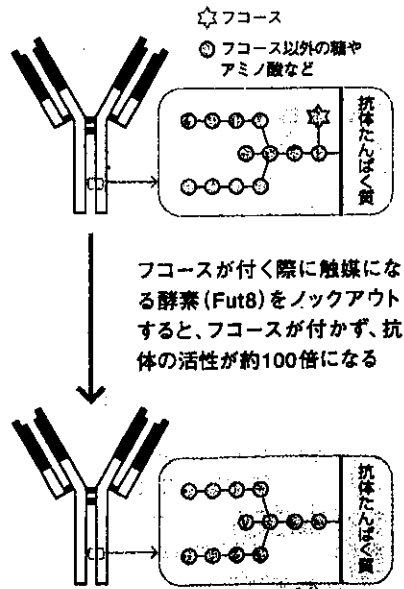 フコース
フコース以外の糖や
アミノ酸など
抗体たんぱく質
フコースが付く際に触媒にな
る酵素(Fut8)をノックアウト
すると、フコースが付かず、抗
体の活性が約100倍になる
抗体たんぱく質